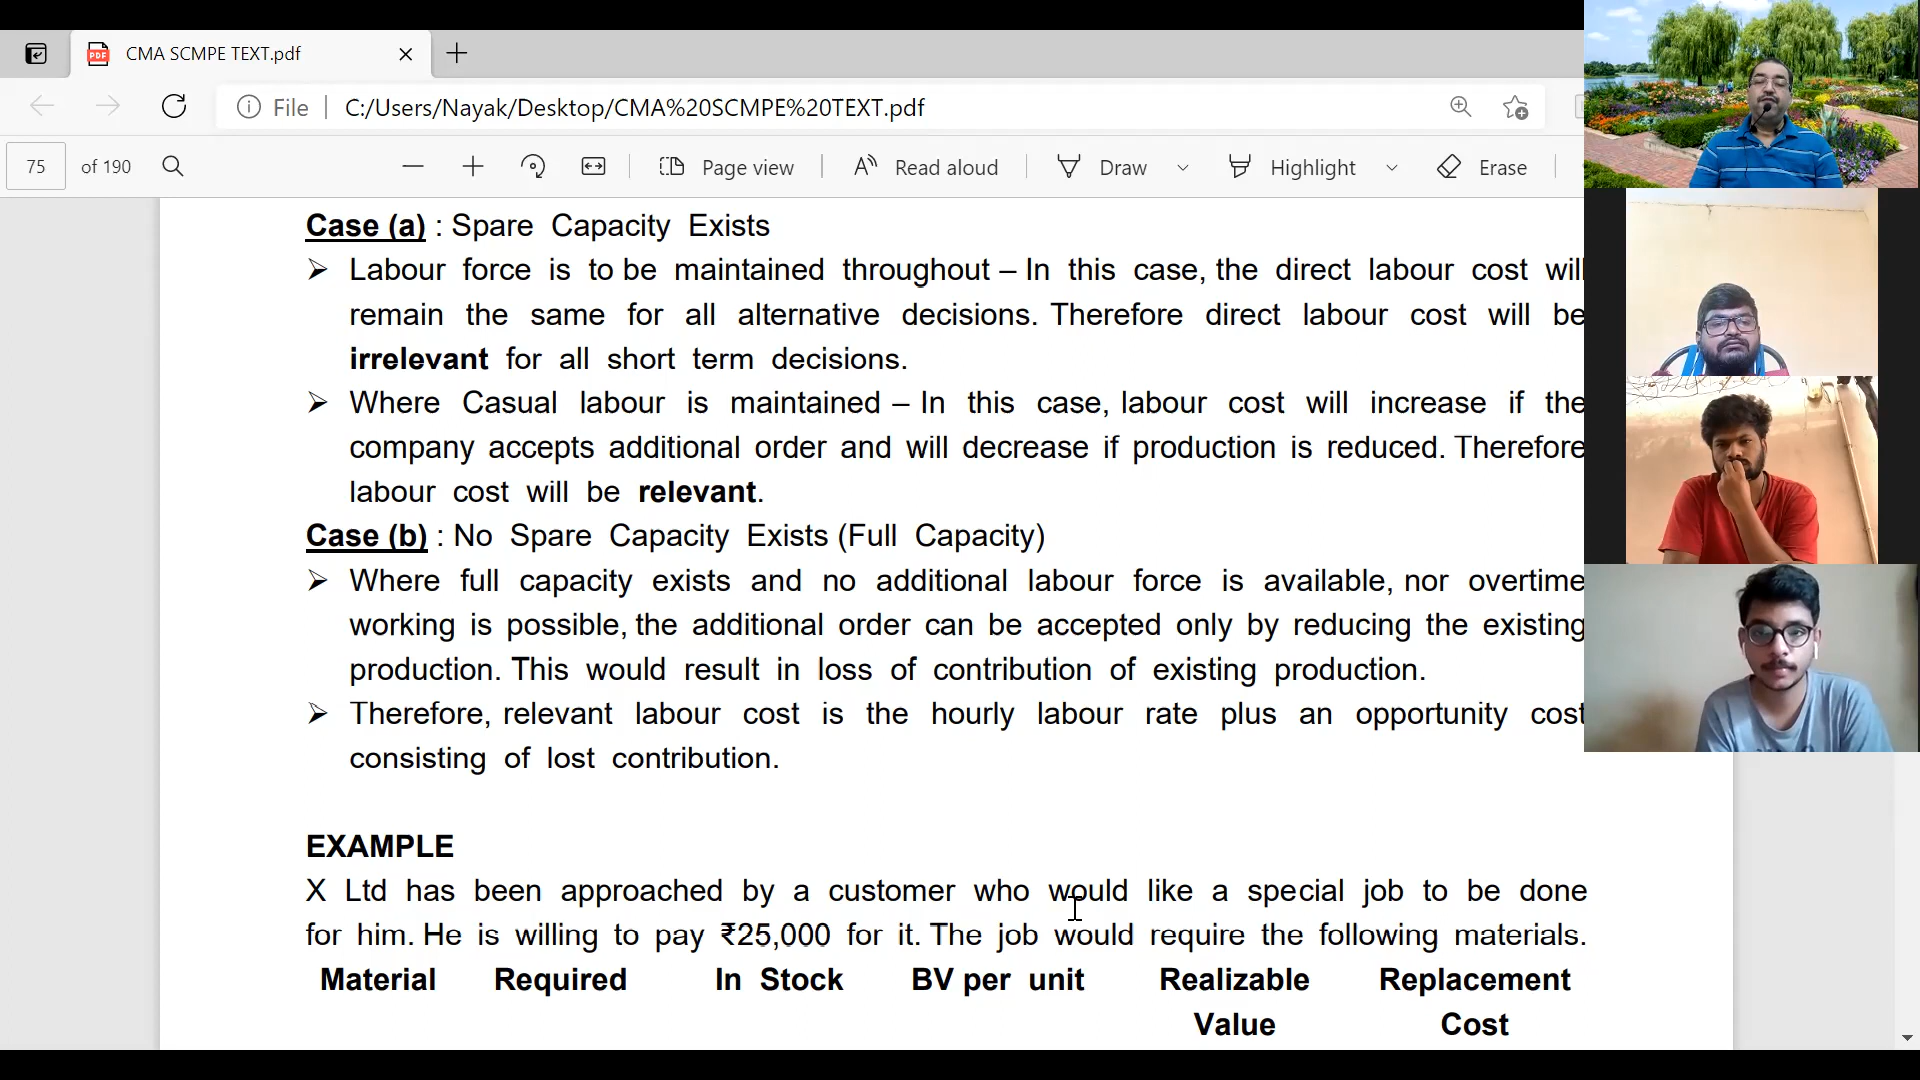 CMA SCMPE TEXT.pdf
File | C:/Users/Nayak/Desktop/CMA%20SCMPE%20TEXT.pdf
75 of 190 Page view Read aloud Draw Highlight Erase
Case (a) : Spare Capacity Exists
➢ Labour force is to be maintained throughout – In this case, the direct labour cost will
remain the same for all alternative decisions. Therefore direct labour cost will be
irrelevant for all short term decisions.
➢ Where Casual labour is maintained – In this case, labour cost will increase if the
company accepts additional order and will decrease if production is reduced. Therefore
labour cost will be relevant.
Case (b) : No Spare Capacity Exists (Full Capacity)
➢ Where full capacity exists and no additional labour force is available, nor overtime
working is possible, the additional order can be accepted only by reducing the existing
production. This would result in loss of contribution of existing production.
➢ Therefore, relevant labour cost is the hourly labour rate plus an opportunity cost
consisting of lost contribution.
EXAMPLE
X Ltd has been approached by a customer who would like a special job to be done
for him. He is willing to pay ₹25,000 for it. The job would require the following materials.
Material Required In Stock BV per unit Realizable Replacement
Value Cost